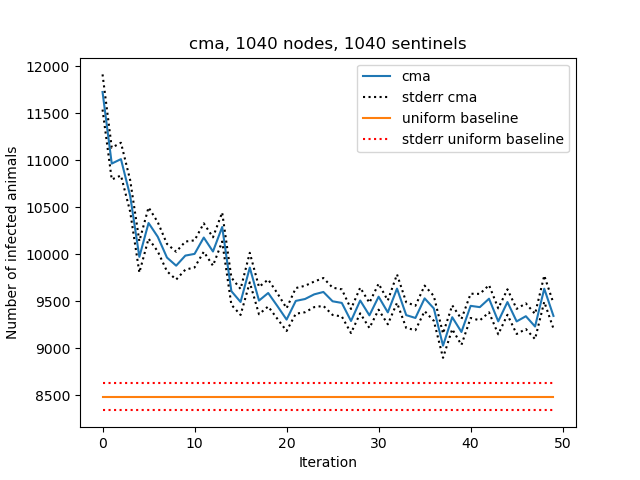 cma, 1040 nodes, 1040 sentinels
12000
11500
11000
10500
10000
9500
9000
8500
Number of infected animals
cma
stderr cma
uniform baseline
stderr uniform baseline
0
10
20
30
40
50
Iteration